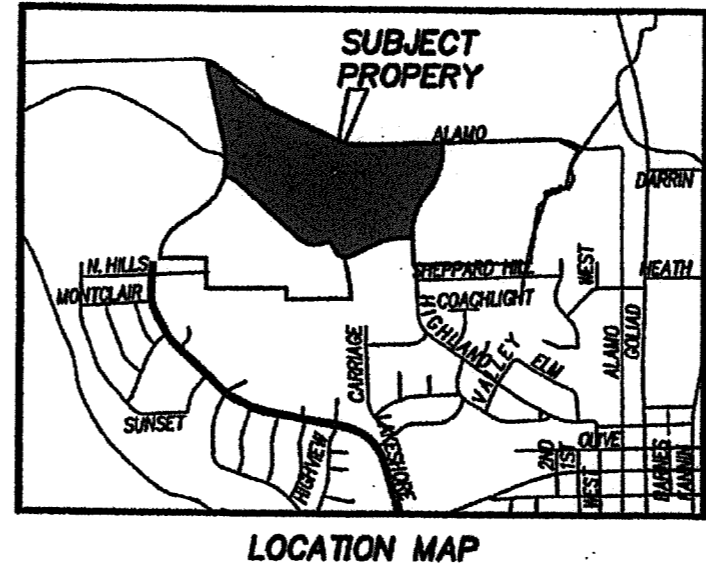 SUBJECT
PROPERY
ALAMO
DARRIN
N. HILLS
SHEPPARD HILL
WEST
HEATH
MONTCLAIR
COACHLIGHT
HIGHLAND
ALAMO
GOLIAD
VALLEY
ELM
CARRIAGE
SUNSET
LAKESHORE
HIGHVIEW
OLIVE
2ND
1ST
WEST
BARNES
FANNIN
LOCATION MAP